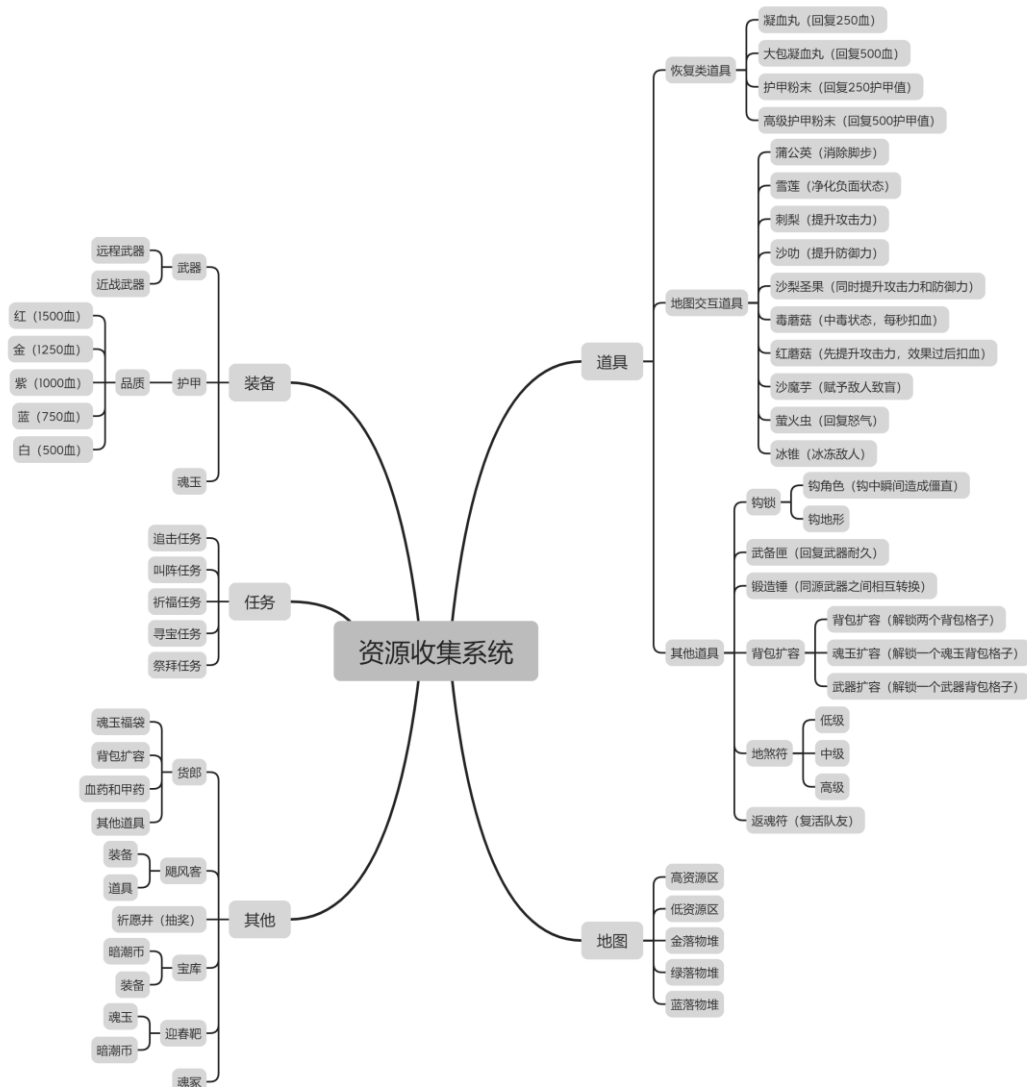 资源收集系统
道具
恢复类道具
凝血丸（回复250血）
大包凝血丸（回复500血）
护甲粉末（回复250护甲值）
高级护甲粉末（回复500护甲值）
地图交互道具
蒲公英（消除脚步）
雪莲（净化负面状态）
刺梨（提升攻击力）
沙叻（提升防御力）
沙梨圣果（同时提升攻击力和防御力）
毒蘑菇（中毒状态，每秒扣血）
红蘑菇（先提升攻击力，效果过后扣血）
沙魔芋（赋予敌人致盲）
萤火虫（回复怒气）
冰锥（冰冻敌人）
其他道具
钩锁
钩角色（钩中瞬间造成僵直）
钩地形
武备匣（回复武器耐久）
锻造锤（同源武器之间相互转换）
背包扩容
背包扩容（解锁两个背包格子）
魂玉扩容（解锁一个魂玉背包格子）
武器扩容（解锁一个武器背包格子）
地煞符
低级
中级
高级
返魂符（复活队友）
地图
高资源区
低资源区
金落物堆
绿落物堆
蓝落物堆
装备
武器
远程武器
近战武器
护甲
品质
红（1500血）
金（1250血）
紫（1000血）
蓝（750血）
白（500血）
魂玉
任务
追击任务
叫阵任务
祈福任务
寻宝任务
祭拜任务
其他
货郎
魂玉福袋
背包扩容
血药和甲药
其他道具
飓风客
装备
道具
祈愿井（抽奖）
宝库
暗潮币
装备
迎春靶
魂玉
暗潮币
魂冢